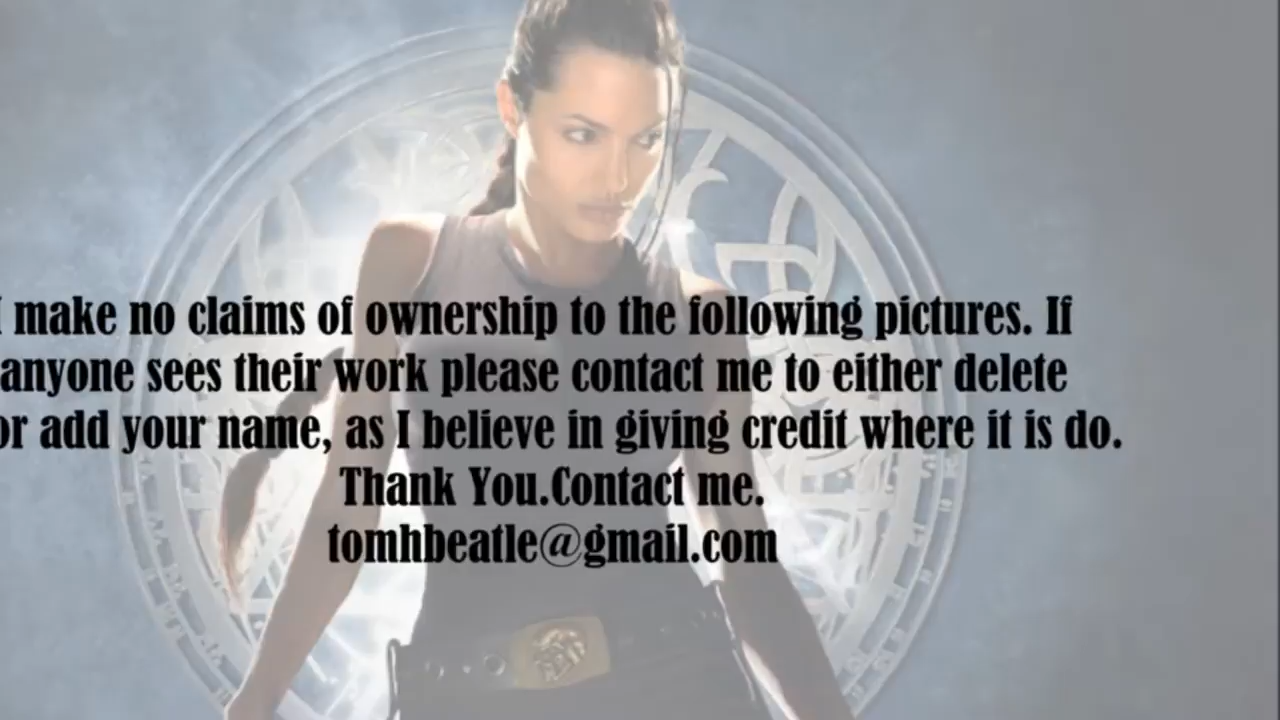 I make no claims of ownership to the following pictures. If
anyone sees their work please contact me to either delete
or add your name, as I believe in giving credit where it is do.
Thank You.Contact me.
tomhbeatle@gmail.com